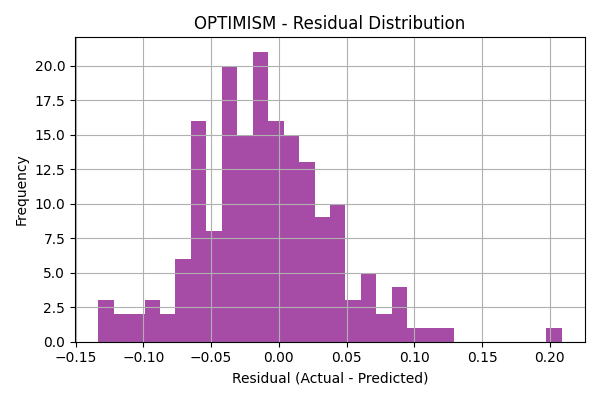 OPTIMISM - Residual Distribution
Frequency
20.0
17.5
15.0
12.5
10.0
7.5
5.0
2.5
0.0
−0.15 −0.10 −0.05 0.00 0.05 0.10 0.15 0.20
Residual (Actual - Predicted)